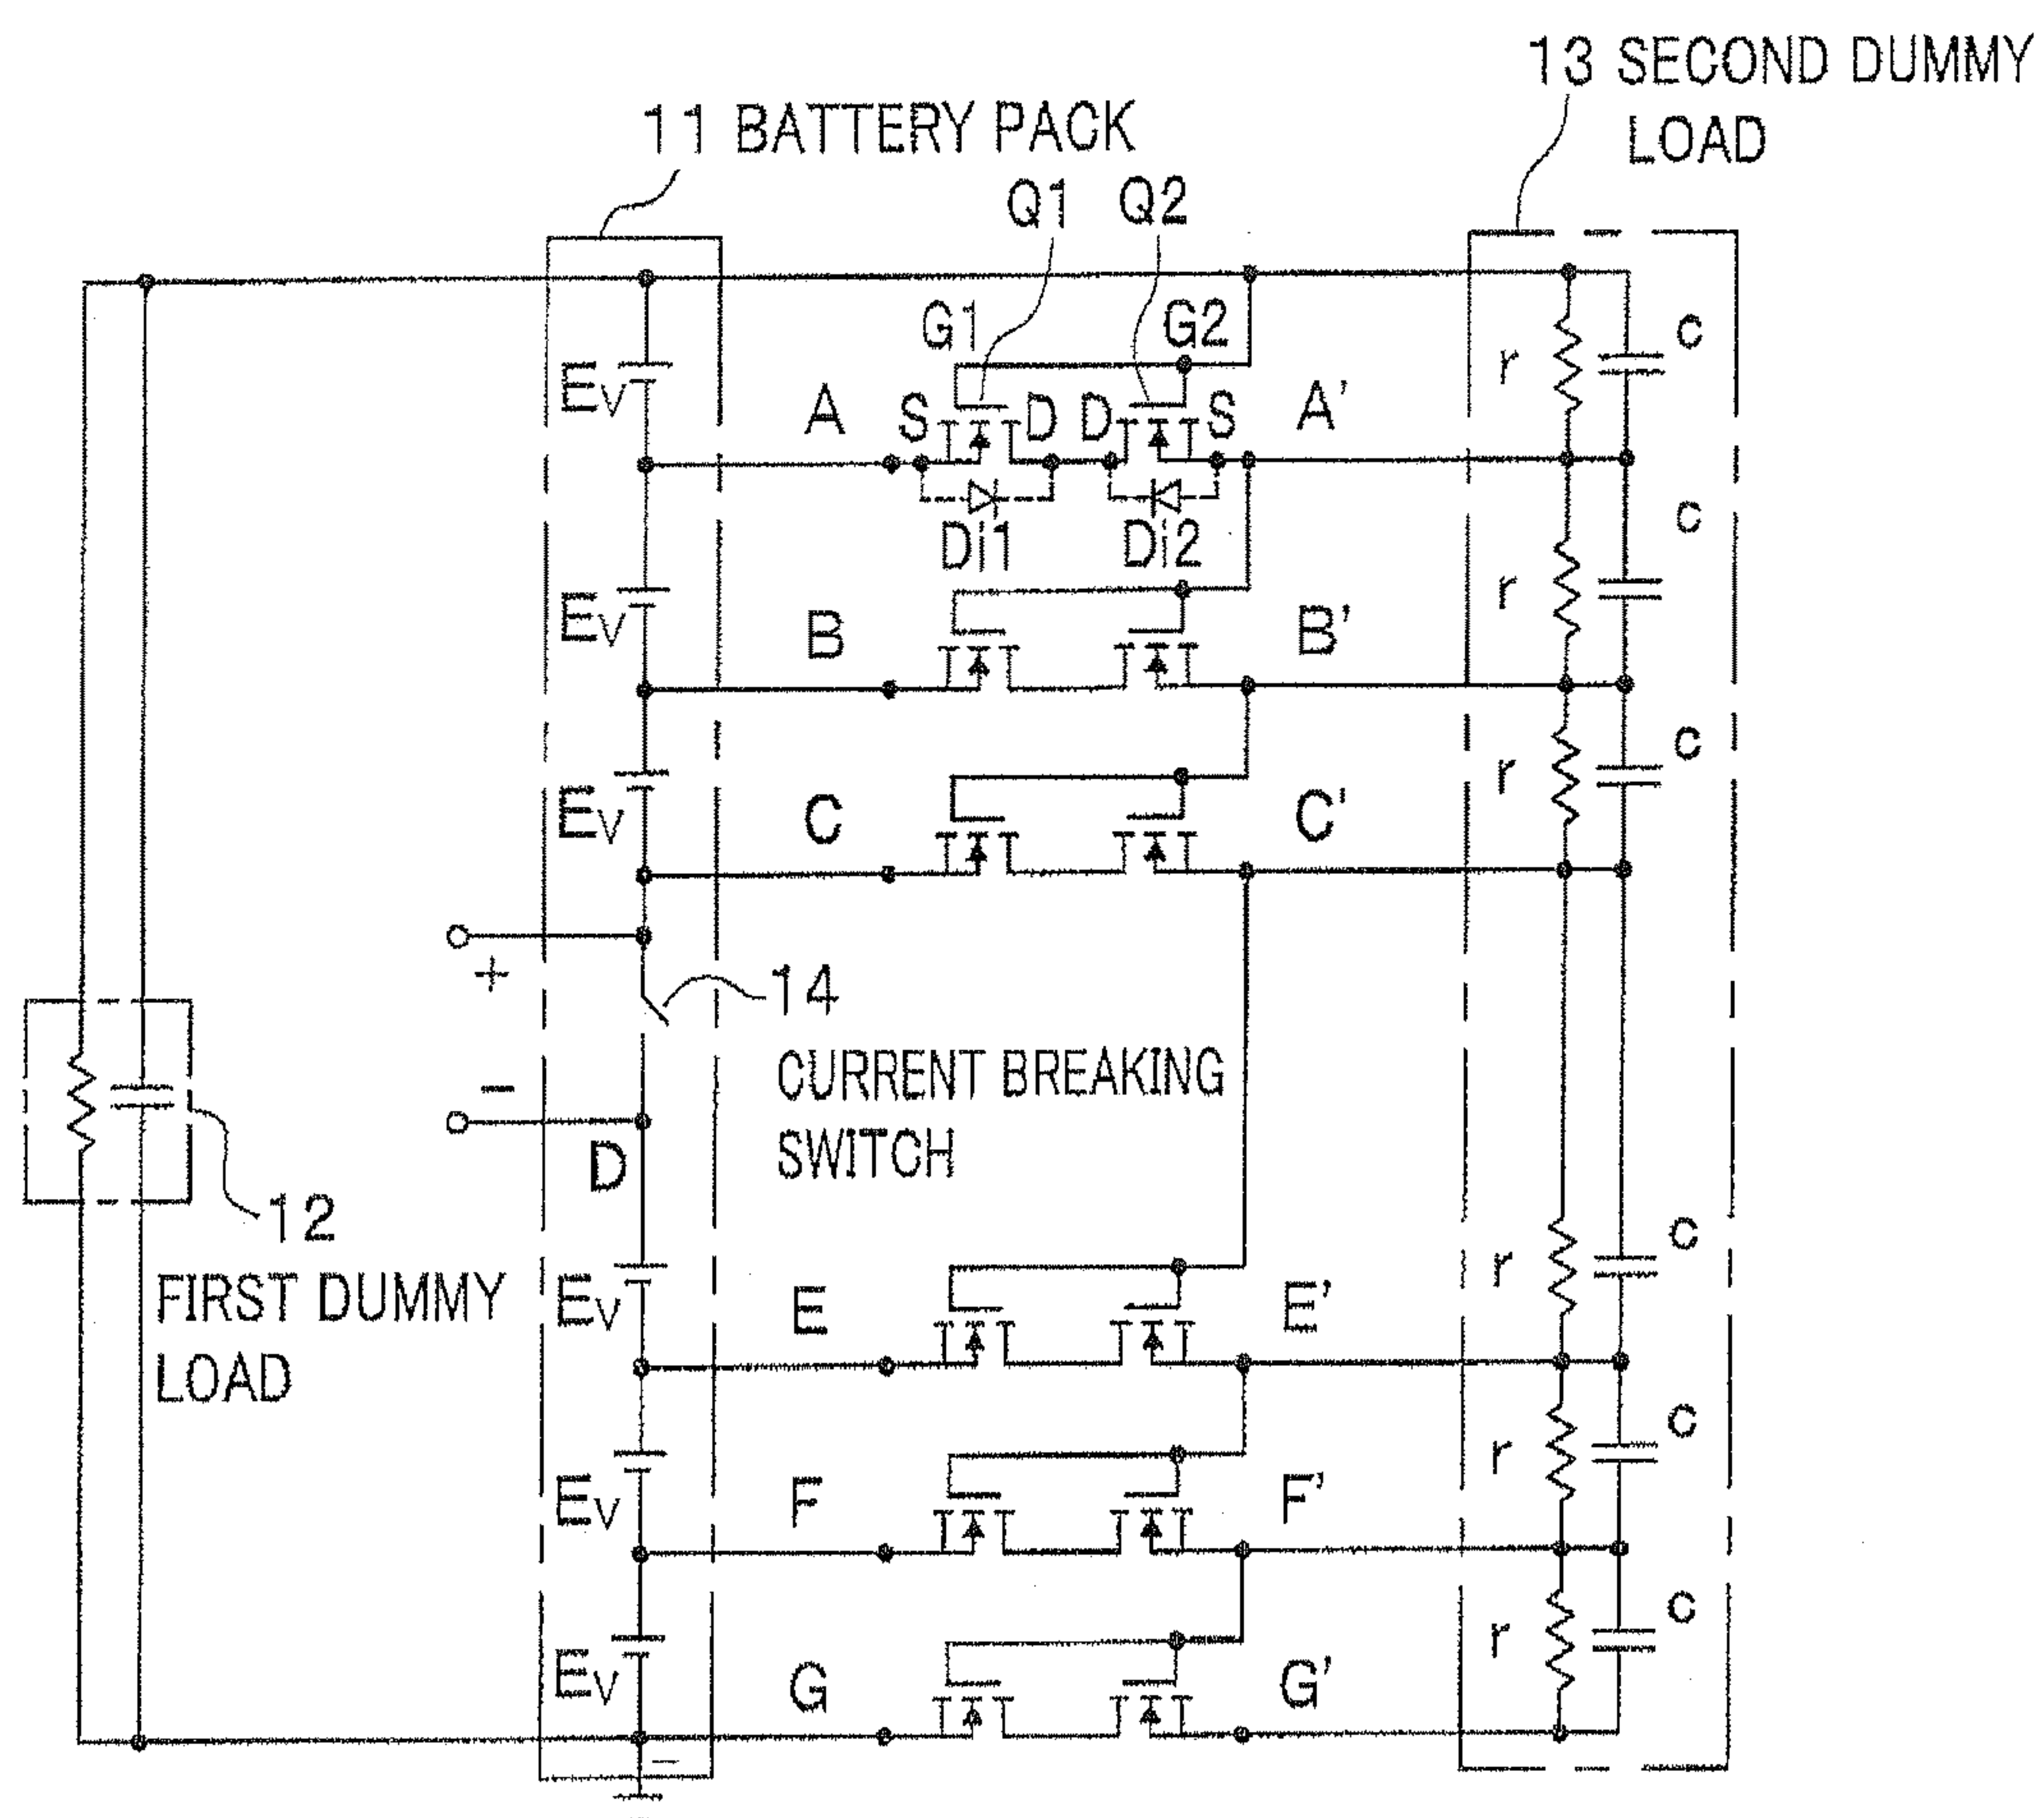 13 SECOND DUMMY
LOAD
11 BATTERY PACK
Q1 Q2
G1 G2
r c
EV A S D D S A'
Di1 Di2
c
EV B B' r
c
EV C C' r
+
14
CURRENT BREAKING
SWITCH
−
D
12
FIRST DUMMY
LOAD
EV E E' r c
EV F F' r c
EV G G' r c
−